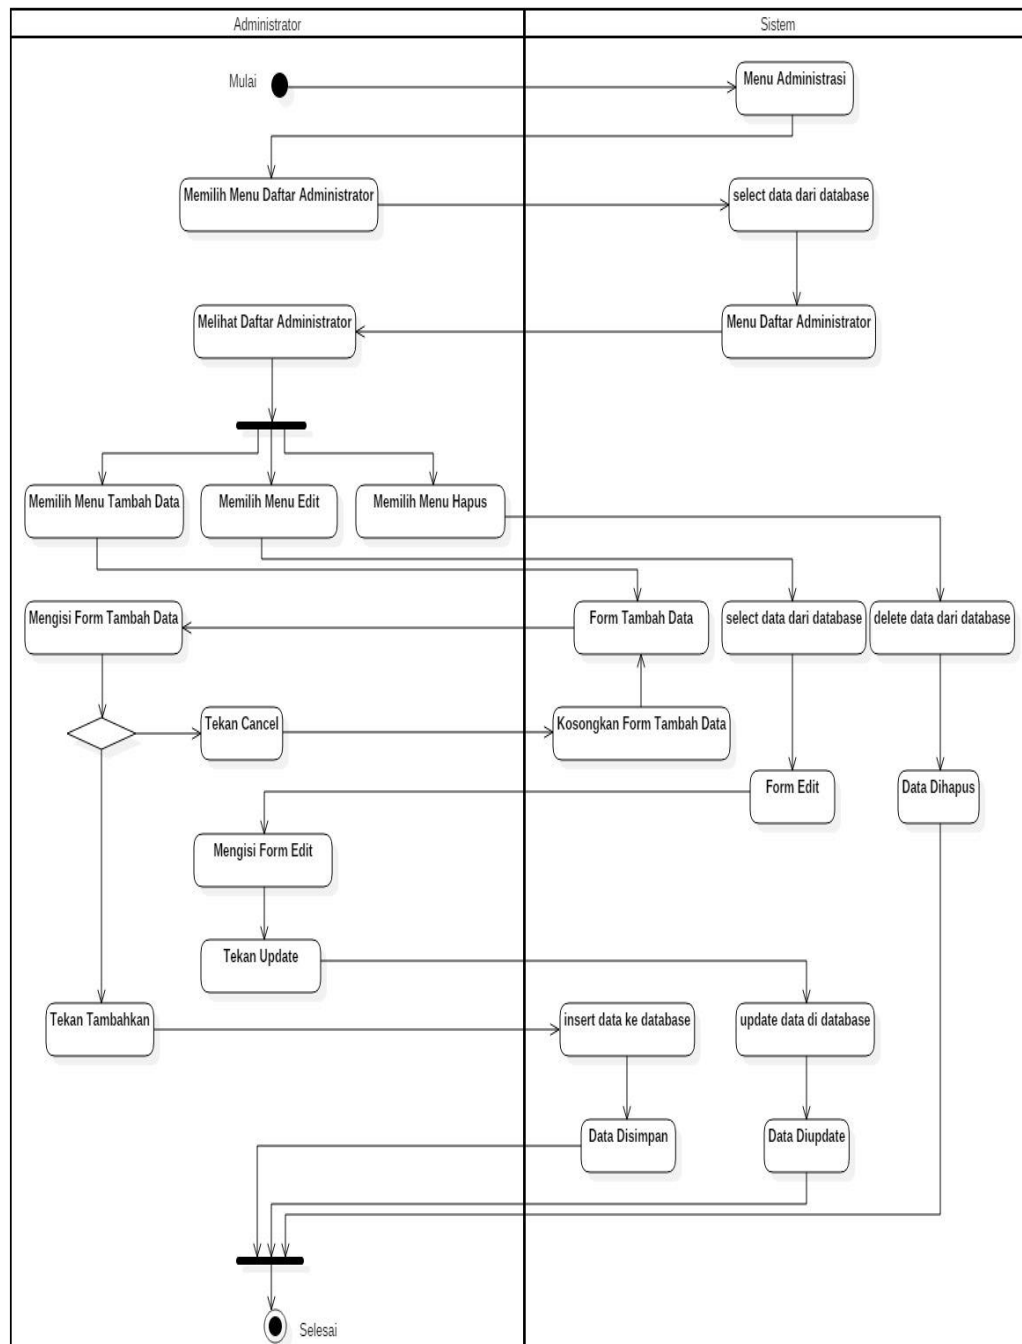 Administrator
Sistem
Mulai
Menu Administrasi
Memilih Menu Daftar Administrator
select data dari database
Melihat Daftar Administrator
Menu Daftar Administrator
Memilih Menu Tambah Data
Memilih Menu Edit
Memilih Menu Hapus
Mengisi Form Tambah Data
Form Tambah Data
select data dari database
delete data dari database
Tekan Cancel
Kosongkan Form Tambah Data
Form Edit
Data Dihapus
Mengisi Form Edit
Tekan Update
Tekan Tambahkan
insert data ke database
update data di database
Data Disimpan
Data Diupdate
Selesai